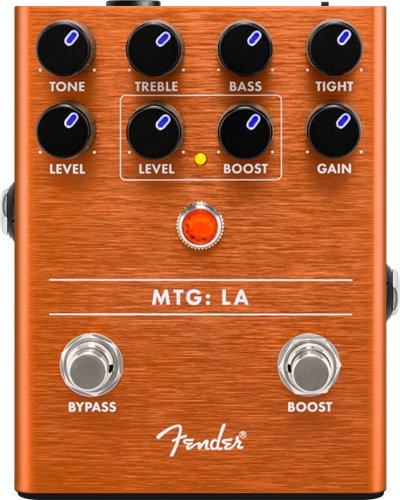 TONE TREBLE BASS TIGHT
LEVEL LEVEL BOOST GAIN
MTG: LA
BYPASS BOOST
Fender®